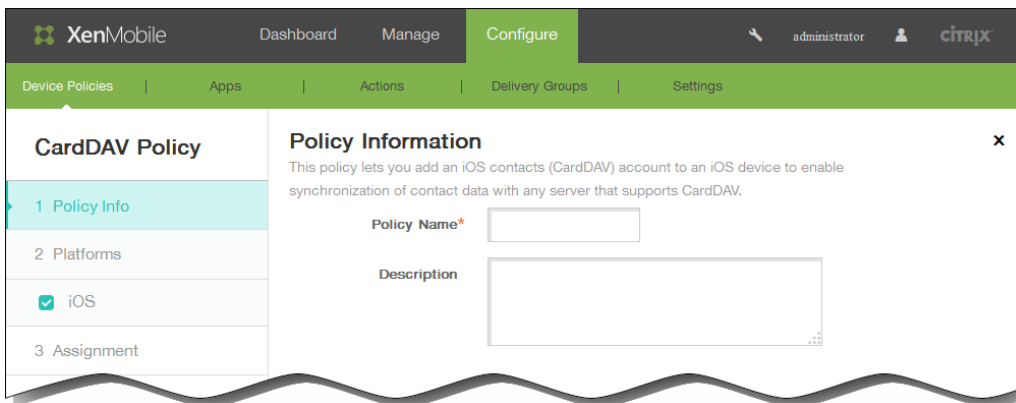 XenMobile Dashboard Manage Configure administrator CİTRIX
Device Policies | Apps | Actions | Delivery Groups | Settings
CardDAV Policy
1 Policy Info
2 Platforms
iOS
3 Assignment
Policy Information
This policy lets you add an iOS contacts (CardDAV) account to an iOS device to enable
synchronization of contact data with any server that supports CardDAV.
Policy Name*
Description